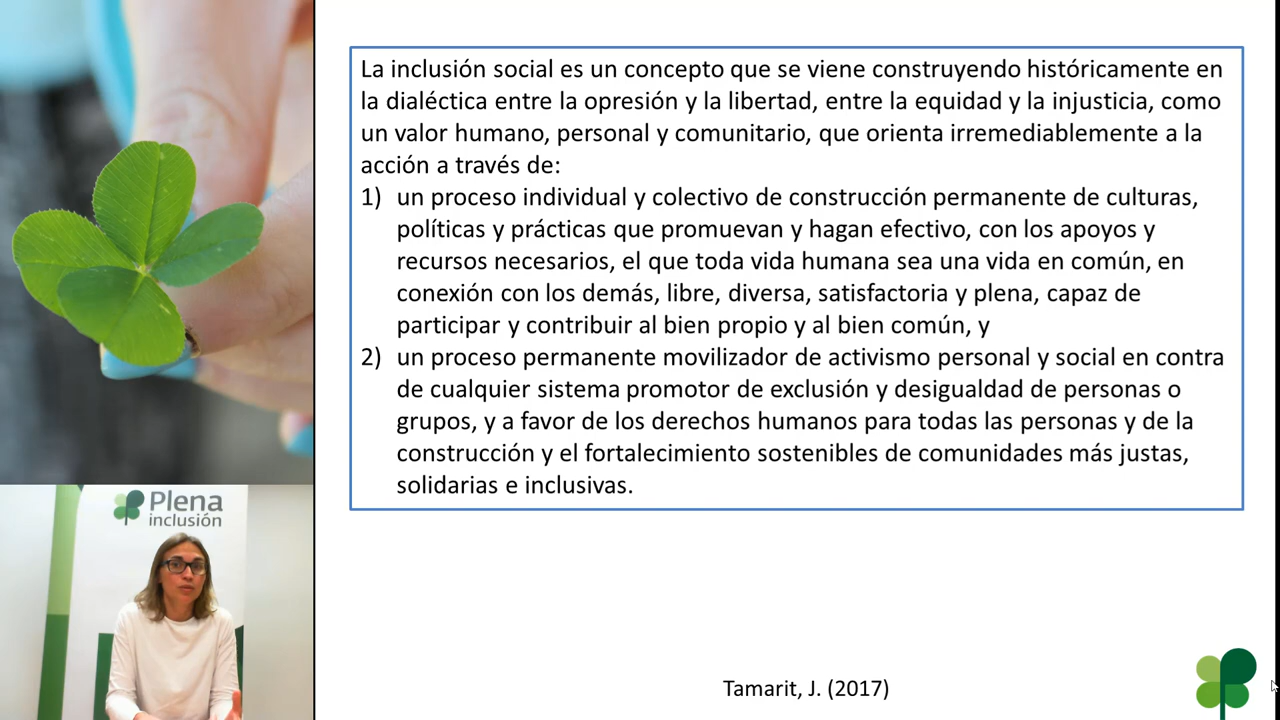 La inclusión social es un concepto que se viene construyendo históricamente en
la dialéctica entre la opresión y la libertad, entre la equidad y la injusticia, como
un valor humano, personal y comunitario, que orienta irremediablemente a la
acción a través de:
1) un proceso individual y colectivo de construcción permanente de culturas,
políticas y prácticas que promuevan y hagan efectivo, con los apoyos y
recursos necesarios, el que toda vida humana sea una vida en común, en
conexión con los demás, libre, diversa, satisfactoria y plena, capaz de
participar y contribuir al bien propio y al bien común, y
2) un proceso permanente movilizador de activismo personal y social en contra
de cualquier sistema promotor de exclusión y desigualdad de personas o
grupos, y a favor de los derechos humanos para todas las personas y de la
construcción y el fortalecimiento sostenibles de comunidades más justas,
solidarias e inclusivas.
Plena
inclusión
Tamarit, J. (2017)